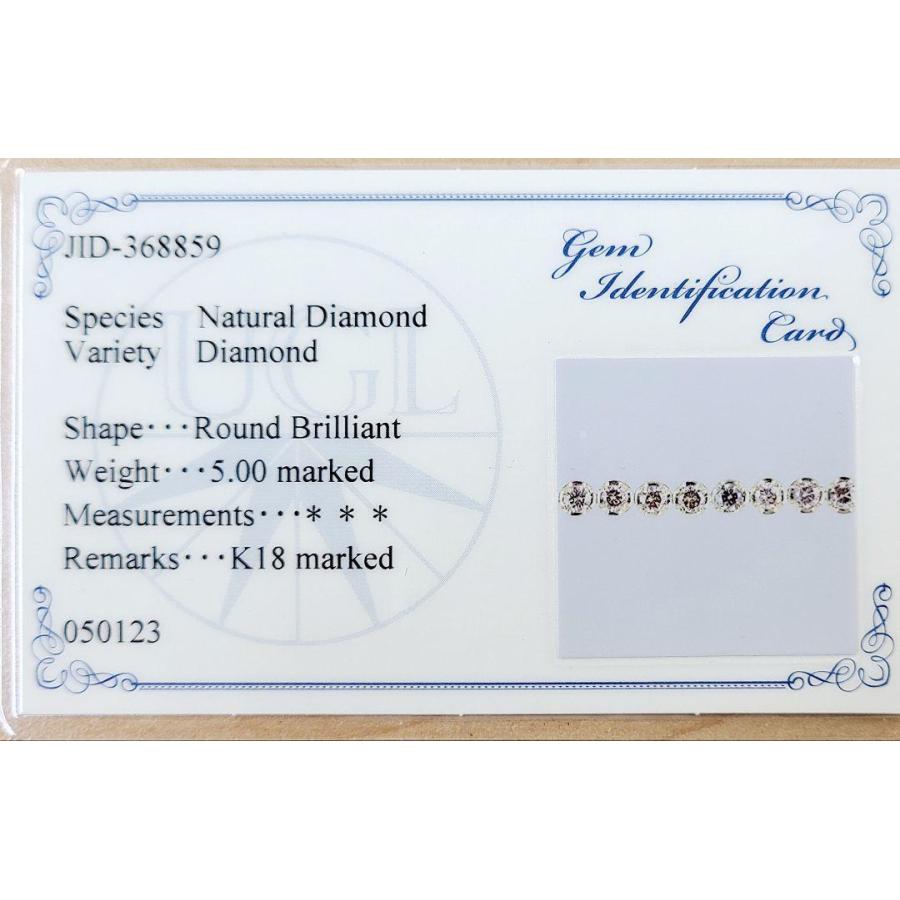 JID-368859
Gem
Identification
Card
Species Natural Diamond
Variety Diamond
UGL
Shape･･･Round Brilliant
Weight･･･5.00 marked
Measurements･･･＊＊＊
Remarks･･･K18 marked
050123